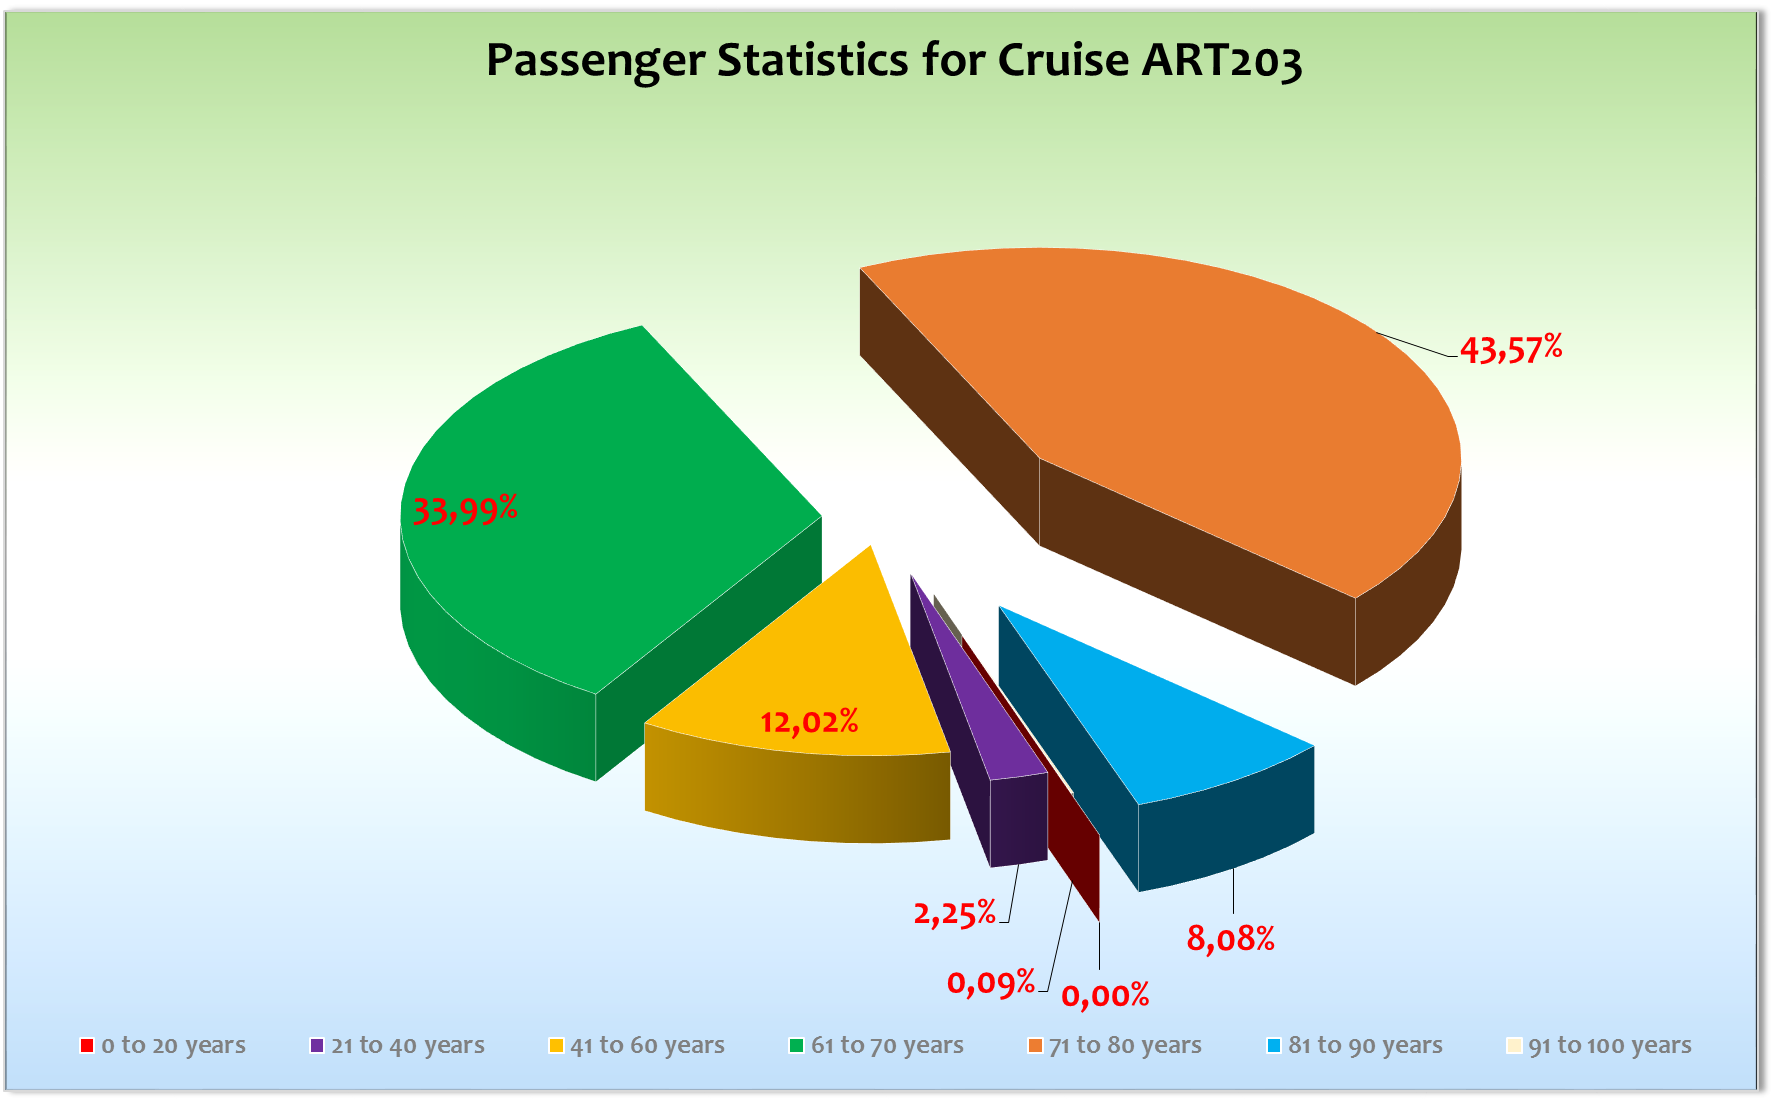 Passenger Statistics for Cruise ART203
43,57%
33,99%
12,02%
2,25%
8,08%
0,09%
0,00%
0 to 20 years
21 to 40 years
41 to 60 years
61 to 70 years
71 to 80 years
81 to 90 years
91 to 100 years